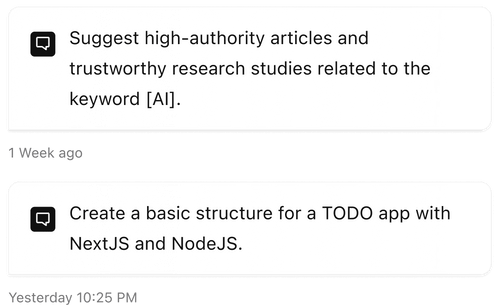 Suggest high-authority articles and
trustworthy research studies related to the
keyword [AI].
1 Week ago
Create a basic structure for a TODO app with
NextJS and NodeJS.
Yesterday 10:25 PM